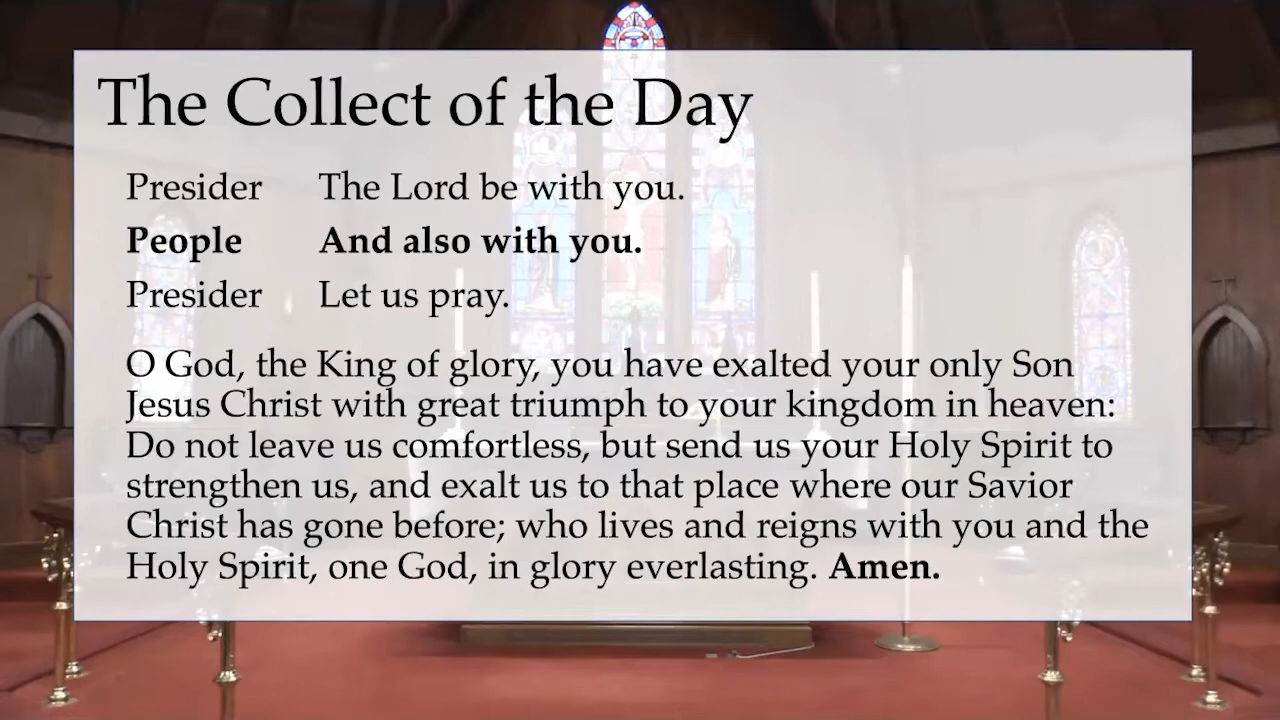 The Collect of the Day
Presider The Lord be with you.
People And also with you.
Presider Let us pray.
O God, the King of glory, you have exalted your only Son
Jesus Christ with great triumph to your kingdom in heaven:
Do not leave us comfortless, but send us your Holy Spirit to
strengthen us, and exalt us to that place where our Savior
Christ has gone before; who lives and reigns with you and the
Holy Spirit, one God, in glory everlasting. Amen.